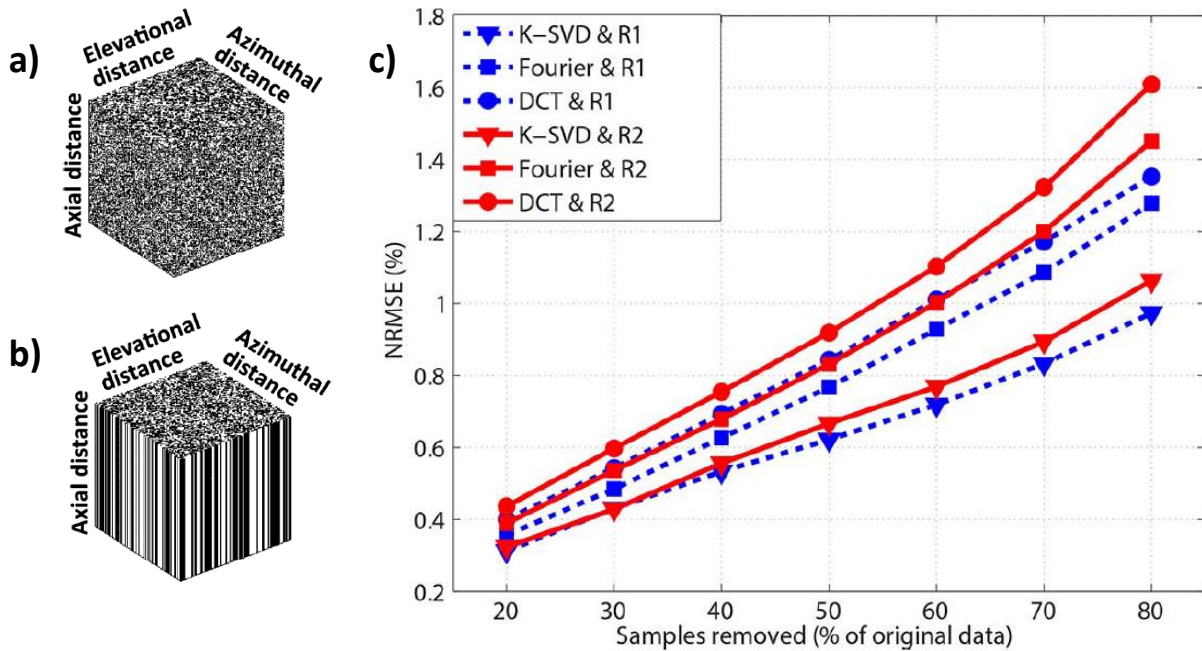 a)
Elevational
distance
Azimuthal
distance
Axial distance
b)
Elevational
distance
Azimuthal
distance
Axial distance
c)
K-SVD & R1
Fourier & R1
DCT & R1
K-SVD & R2
Fourier & R2
DCT & R2
1.8
1.6
1.4
1.2
1
0.8
0.6
0.4
0.2
NRMSE (%)
20 30 40 50 60 70 80
Samples removed (% of original data)